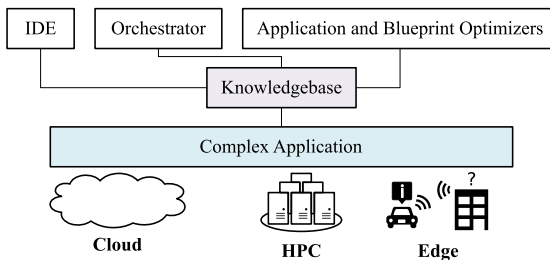 IDE
Orchestrator
Application and Blueprint Optimizers
Knowledgebase
Complex Application
i
?
Cloud
HPC
Edge